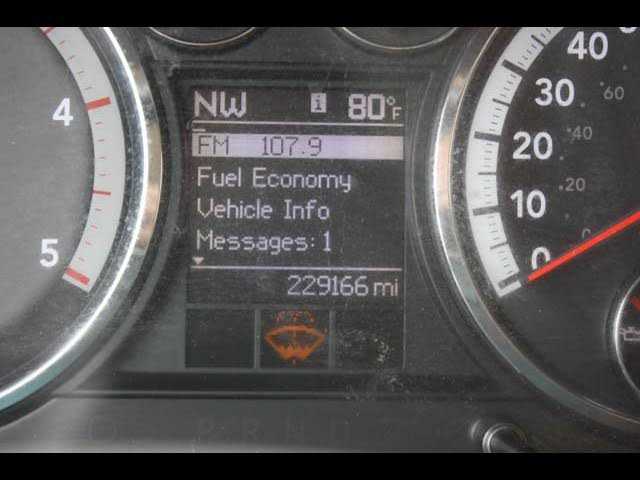 NW i 80°F
FM 107.9
Fuel Economy
Vehicle Info
Messages: 1
229166 mi
4
5
40
30
20
10
0
60
40
20
P R N D